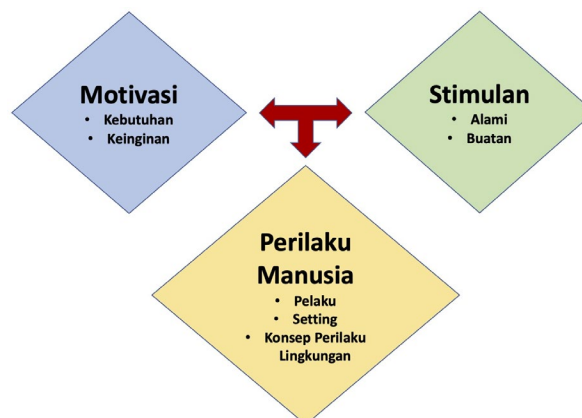 Motivasi
• Kebutuhan
• Keinginan
Stimulan
• Alami
• Buatan
Perilaku
Manusia
• Pelaku
• Setting
• Konsep Perilaku
Lingkungan